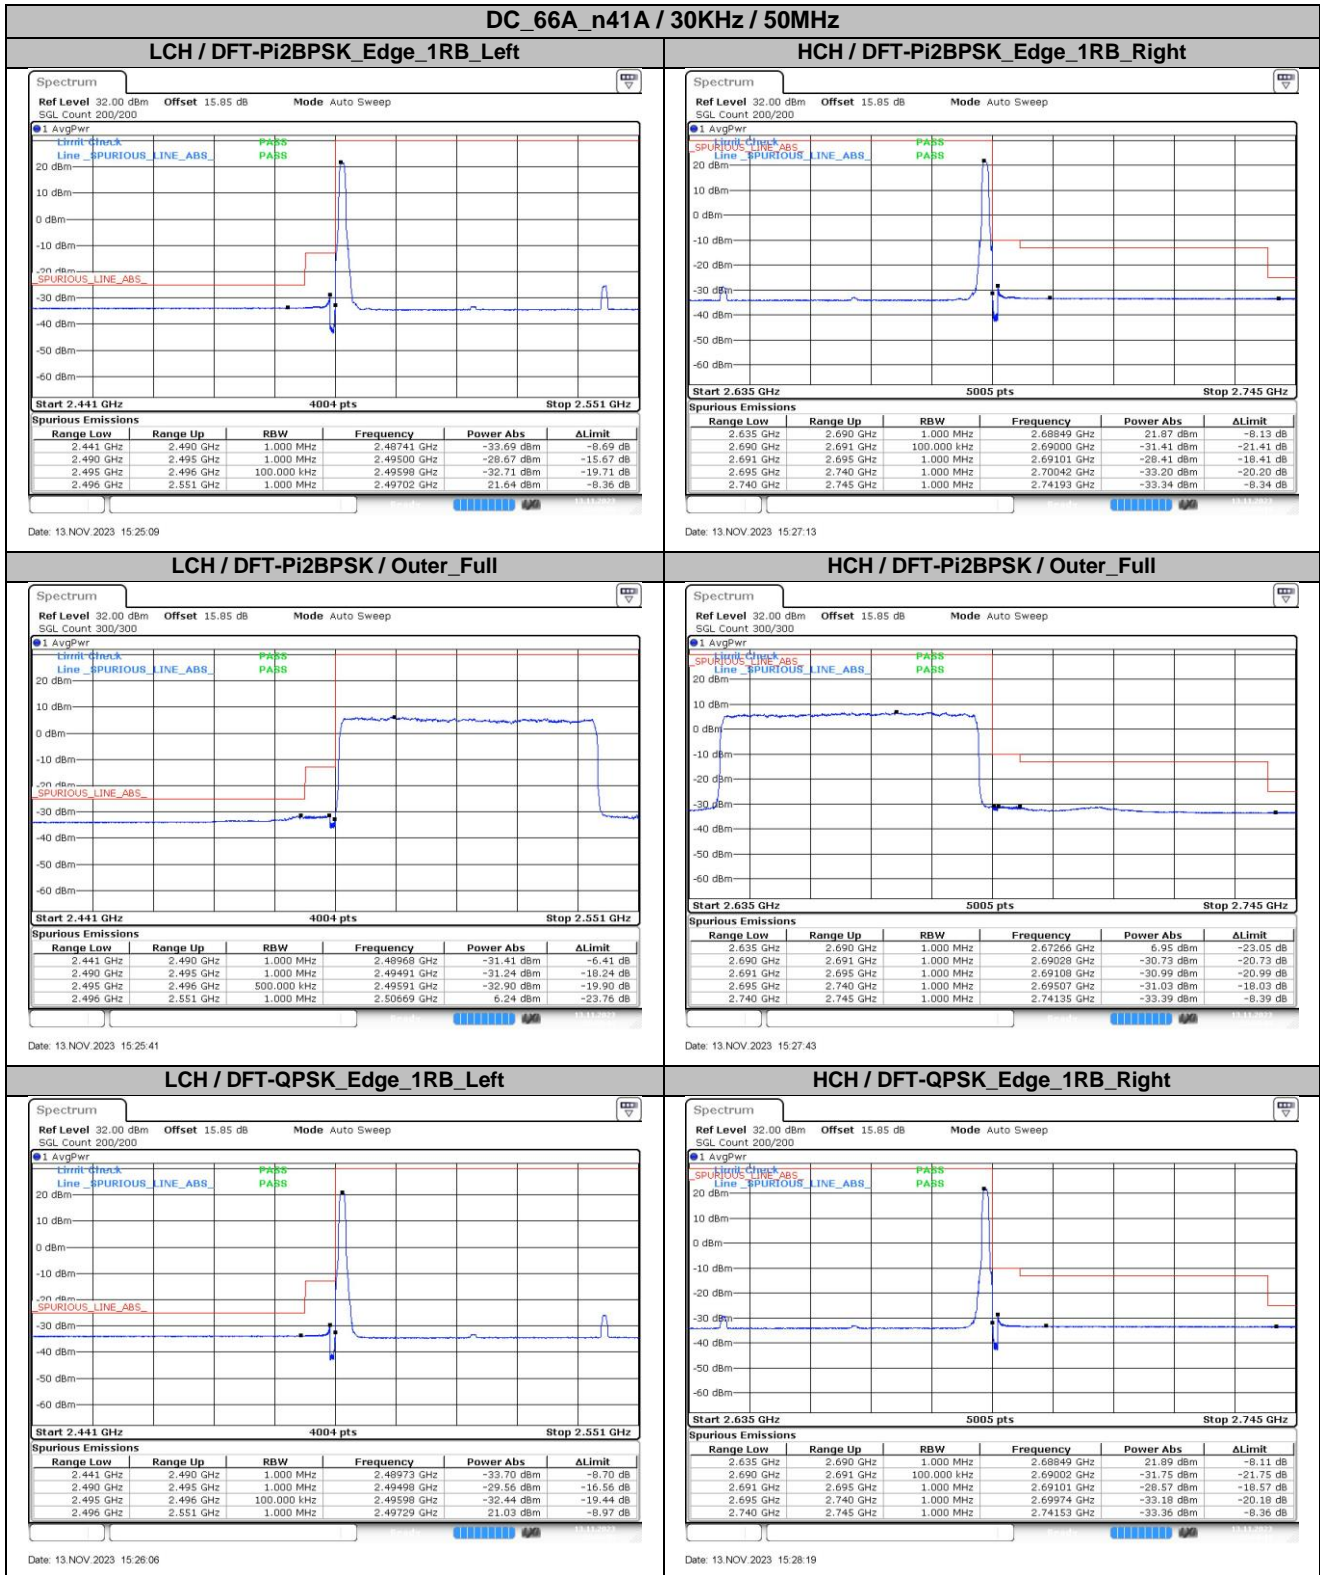 DC_66A_n41A / 30KHz / 50MHz
LCH / DFT-Pi2BPSK_Edge_1RB_Left
Spectrum
Ref Level 32.00 dBm Offset 15.85 dB Mode Auto Sweep
SGL Count 200/200
1 AvgPwr
Limit Check PASS
Line _SPURIOUS_LINE_ABS_ PASS
20 dBm
10 dBm
0 dBm
-10 dBm
-20 dBm
_SPURIOUS_LINE_ABS_
-30 dBm
-40 dBm
-50 dBm
-60 dBm
Start 2.441 GHz 4004 pts Stop 2.551 GHz
Spurious Emissions
Range Low Range Up RBW Frequency Power Abs ΔLimit
2.441 GHz 2.490 GHz 1.000 MHz 2.48741 GHz -33.69 dBm -8.69 dB
2.490 GHz 2.495 GHz 1.000 MHz 2.49500 GHz -28.67 dBm -15.67 dB
2.495 GHz 2.496 GHz 100.000 kHz 2.49598 GHz -32.71 dBm -19.71 dB
2.496 GHz 2.551 GHz 1.000 MHz 2.49702 GHz 21.64 dBm -8.36 dB
Date: 13.NOV.2023 15:25:09
HCH / DFT-Pi2BPSK_Edge_1RB_Right
Spectrum
Ref Level 32.00 dBm Offset 15.85 dB Mode Auto Sweep
SGL Count 200/200
1 AvgPwr
Limit Check PASS
_SPURIOUS_LINE_ABS_
Line _SPURIOUS_LINE_ABS_ PASS
20 dBm
10 dBm
0 dBm
-10 dBm
-20 dBm
-30 dBm
-40 dBm
-50 dBm
-60 dBm
Start 2.635 GHz 5005 pts Stop 2.745 GHz
Spurious Emissions
Range Low Range Up RBW Frequency Power Abs ΔLimit
2.635 GHz 2.690 GHz 1.000 MHz 2.68849 GHz 21.87 dBm -8.13 dB
2.690 GHz 2.691 GHz 100.000 kHz 2.69000 GHz -31.41 dBm -21.41 dB
2.691 GHz 2.695 GHz 1.000 MHz 2.69101 GHz -28.41 dBm -18.41 dB
2.695 GHz 2.740 GHz 1.000 MHz 2.70042 GHz -33.20 dBm -20.20 dB
2.740 GHz 2.745 GHz 1.000 MHz 2.74193 GHz -33.34 dBm -8.34 dB
Date: 13.NOV.2023 15:27:13
LCH / DFT-Pi2BPSK / Outer_Full
Spectrum
Ref Level 32.00 dBm Offset 15.85 dB Mode Auto Sweep
SGL Count 300/300
1 AvgPwr
Limit Check PASS
Line _SPURIOUS_LINE_ABS_ PASS
20 dBm
10 dBm
0 dBm
-10 dBm
-20 dBm
_SPURIOUS_LINE_ABS_
-30 dBm
-40 dBm
-50 dBm
-60 dBm
Start 2.441 GHz 4004 pts Stop 2.551 GHz
Spurious Emissions
Range Low Range Up RBW Frequency Power Abs ΔLimit
2.441 GHz 2.490 GHz 1.000 MHz 2.48968 GHz -31.41 dBm -6.41 dB
2.490 GHz 2.495 GHz 1.000 MHz 2.49491 GHz -31.24 dBm -18.24 dB
2.495 GHz 2.496 GHz 500.000 kHz 2.49591 GHz -32.90 dBm -19.90 dB
2.496 GHz 2.551 GHz 1.000 MHz 2.50669 GHz 6.24 dBm -23.76 dB
Date: 13.NOV.2023 15:25:41
HCH / DFT-Pi2BPSK / Outer_Full
Spectrum
Ref Level 32.00 dBm Offset 15.85 dB Mode Auto Sweep
SGL Count 300/300
1 AvgPwr
Limit Check PASS
_SPURIOUS_LINE_ABS_
Line _SPURIOUS_LINE_ABS_ PASS
20 dBm
10 dBm
0 dBm
-10 dBm
-20 dBm
-30 dBm
-40 dBm
-50 dBm
-60 dBm
Start 2.635 GHz 5005 pts Stop 2.745 GHz
Spurious Emissions
Range Low Range Up RBW Frequency Power Abs ΔLimit
2.635 GHz 2.690 GHz 1.000 MHz 2.67266 GHz 6.95 dBm -23.05 dB
2.690 GHz 2.691 GHz 1.000 MHz 2.69028 GHz -30.73 dBm -20.73 dB
2.691 GHz 2.695 GHz 1.000 MHz 2.69108 GHz -30.99 dBm -20.99 dB
2.695 GHz 2.740 GHz 1.000 MHz 2.69507 GHz -31.03 dBm -18.03 dB
2.740 GHz 2.745 GHz 1.000 MHz 2.74135 GHz -33.39 dBm -8.39 dB
Date: 13.NOV.2023 15:27:43
LCH / DFT-QPSK_Edge_1RB_Left
Spectrum
Ref Level 32.00 dBm Offset 15.85 dB Mode Auto Sweep
SGL Count 200/200
1 AvgPwr
Limit Check PASS
Line _SPURIOUS_LINE_ABS_ PASS
20 dBm
10 dBm
0 dBm
-10 dBm
-20 dBm
_SPURIOUS_LINE_ABS_
-30 dBm
-40 dBm
-50 dBm
-60 dBm
Start 2.441 GHz 4004 pts Stop 2.551 GHz
Spurious Emissions
Range Low Range Up RBW Frequency Power Abs ΔLimit
2.441 GHz 2.490 GHz 1.000 MHz 2.48973 GHz -33.70 dBm -8.70 dB
2.490 GHz 2.495 GHz 1.000 MHz 2.49498 GHz -29.56 dBm -16.56 dB
2.495 GHz 2.496 GHz 100.000 kHz 2.49598 GHz -32.44 dBm -19.44 dB
2.496 GHz 2.551 GHz 1.000 MHz 2.49729 GHz 21.03 dBm -8.97 dB
Date: 13.NOV.2023 15:26:06
HCH / DFT-QPSK_Edge_1RB_Right
Spectrum
Ref Level 32.00 dBm Offset 15.85 dB Mode Auto Sweep
SGL Count 200/200
1 AvgPwr
Limit Check PASS
_SPURIOUS_LINE_ABS_
Line _SPURIOUS_LINE_ABS_ PASS
20 dBm
10 dBm
0 dBm
-10 dBm
-20 dBm
-30 dBm
-40 dBm
-50 dBm
-60 dBm
Start 2.635 GHz 5005 pts Stop 2.745 GHz
Spurious Emissions
Range Low Range Up RBW Frequency Power Abs ΔLimit
2.635 GHz 2.690 GHz 1.000 MHz 2.68849 GHz 21.89 dBm -8.11 dB
2.690 GHz 2.691 GHz 100.000 kHz 2.69002 GHz -31.75 dBm -21.75 dB
2.691 GHz 2.695 GHz 1.000 MHz 2.69101 GHz -28.57 dBm -18.57 dB
2.695 GHz 2.740 GHz 1.000 MHz 2.69974 GHz -33.18 dBm -20.18 dB
2.740 GHz 2.745 GHz 1.000 MHz 2.74153 GHz -33.36 dBm -8.36 dB
Date: 13.NOV.2023 15:28:19